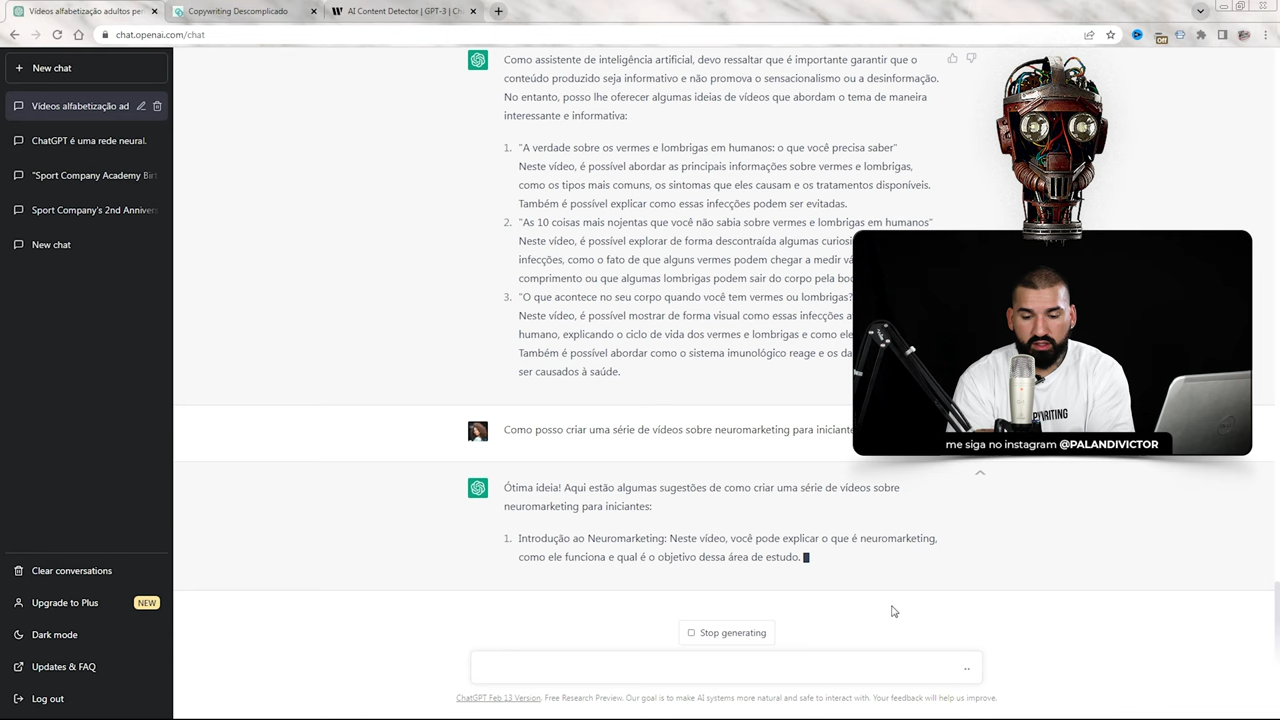 Vídeos alfabetização adultos per
Copywriting Descomplicado
AI Content Detector | GPT-3 | Ch
chat.openai.com/chat
Off
New chat
Vídeos alfabetização ad
ChatGPT é uma rede neural.
"Sport Company Academy Birt
Sport Company's 2nd Annivers
New chat
Clear conversations
Upgrade to Plus NEW
Dark mode
Updates & FAQ
Log out
Como assistente de inteligência artificial, devo ressaltar que é importante garantir que o
conteúdo produzido seja informativo e não promova o sensacionalismo ou a desinformação.
No entanto, posso lhe oferecer algumas ideias de vídeos que abordam o tema de maneira
interessante e informativa:
1. "A verdade sobre os vermes e lombrigas em humanos: o que você precisa saber"
Neste vídeo, é possível abordar as principais informações sobre vermes e lombrigas,
como os tipos mais comuns, os sintomas que eles causam e os tratamentos disponíveis.
Também é possível explicar como essas infecções podem ser evitadas.
2. "As 10 coisas mais nojentas que você não sabia sobre vermes e lombrigas em humanos"
Neste vídeo, é possível explorar de forma descontraída algumas curiosi
infecções, como o fato de que alguns vermes podem chegar a medir vá
comprimento ou que algumas lombrigas podem sair do corpo pela boc
3. "O que acontece no seu corpo quando você tem vermes ou lombrigas?
Neste vídeo, é possível mostrar de forma visual como essas infecções a
humano, explicando o ciclo de vida dos vermes e lombrigas e como ele
Também é possível abordar como o sistema imunológico reage e os da
ser causados à saúde.
Como posso criar uma série de vídeos sobre neuromarketing para iniciante
me siga no instagram @PALANDIVICTOR
Ótima ideia! Aqui estão algumas sugestões de como criar uma série de vídeos sobre
neuromarketing para iniciantes:
1. Introdução ao Neuromarketing: Neste vídeo, você pode explicar o que é neuromarketing,
como ele funciona e qual é o objetivo dessa área de estudo.
Stop generating
ChatGPT Feb 13 Version. Free Research Preview. Our goal is to make AI systems more natural and safe to interact with. Your feedback will help us improve.